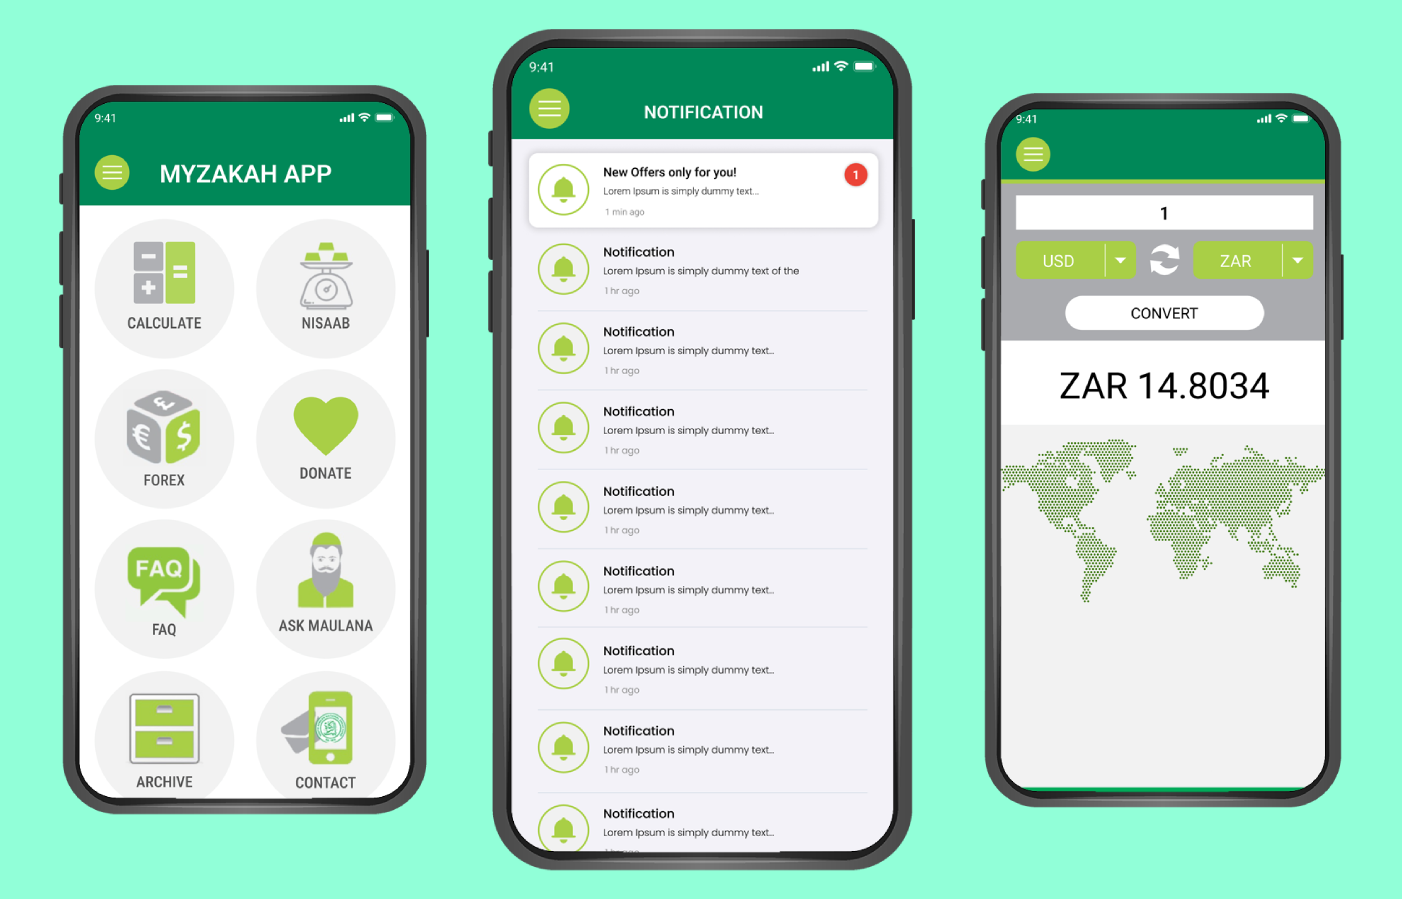 9:41
MYZAKAH APP
CALCULATE
NISAAB
FOREX
DONATE
FAQ
FAQ
ASK MAULANA
ARCHIVE
CONTACT
9:41
NOTIFICATION
New Offers only for you!
1
Lorem Ipsum is simply dummy text...
1 min ago
Notification
Lorem Ipsum is simply dummy text of the
1 hr ago
Notification
Lorem Ipsum is simply dummy text...
1 hr ago
Notification
Lorem Ipsum is simply dummy text...
1 hr ago
Notification
Lorem Ipsum is simply dummy text...
1 hr ago
Notification
Lorem Ipsum is simply dummy text...
1 hr ago
Notification
Lorem Ipsum is simply dummy text...
1 hr ago
Notification
Lorem Ipsum is simply dummy text...
1 hr ago
Notification
Lorem Ipsum is simply dummy text...
9:41
1
USD
ZAR
CONVERT
ZAR 14.8034